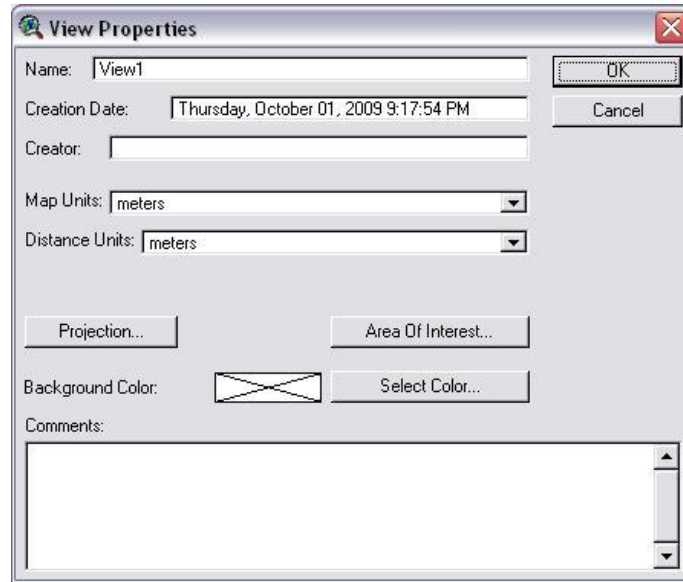 View Properties
Name: View1
OK
Creation Date: Thursday, October 01, 2009 9:17:54 PM
Cancel
Creator:
Map Units: meters
Distance Units: meters
Projection...
Area Of Interest...
Background Color:
Select Color...
Comments: